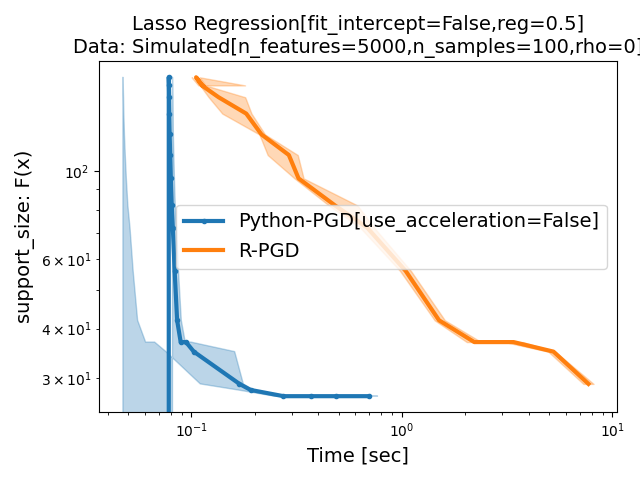 Lasso Regression[fit_intercept=False,reg=0.5]
Data: Simulated[n_features=5000,n_samples=100,rho=0]
support_size: F(x)
10²
6 × 10¹
4 × 10¹
3 × 10¹
Python-PGD[use_acceleration=False]
R-PGD
10⁻¹ 10⁰ 10¹
Time [sec]